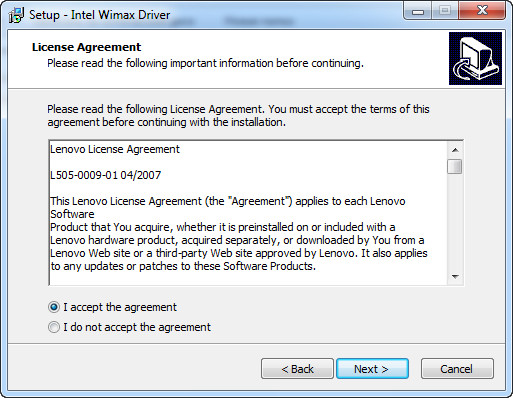 Setup - Intel Wimax Driver
License Agreement
Please read the following important information before continuing.
Please read the following License Agreement. You must accept the terms of this
agreement before continuing with the installation.
Lenovo License Agreement
L505-0009-01 04/2007
This Lenovo License Agreement (the "Agreement") applies to each Lenovo
Software
Product that You acquire, whether it is preinstalled on or included with a
Lenovo hardware product, acquired separately, or downloaded by You from a
Lenovo Web site or a third-party Web site approved by Lenovo. It also applies
to any updates or patches to these Software Products.
I accept the agreement
I do not accept the agreement
< Back
Next >
Cancel